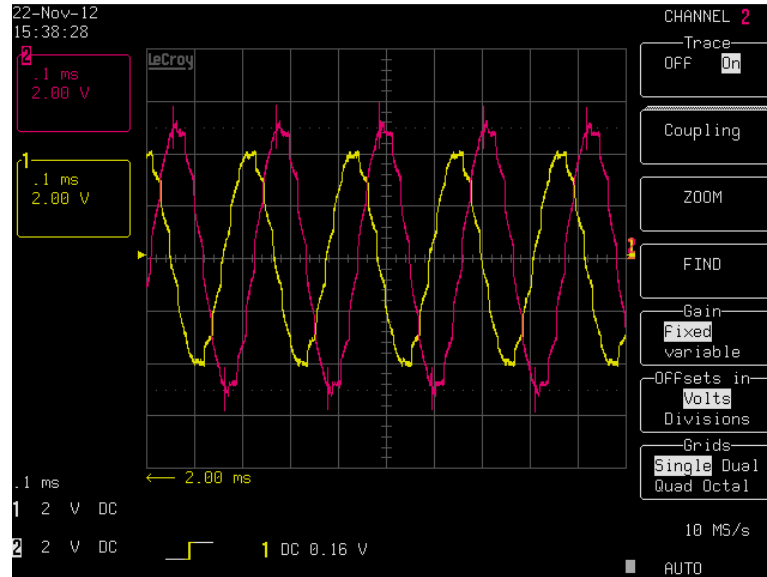 22-Nov-12
15:38:28
2
.1 ms
2.00 V
1
.1 ms
2.00 V
LeCroy
1
← 2.00 ms
.1 ms
1 2 V DC
2 2 V DC
1 DC 0.16 V
CHANNEL 2
Trace
OFF On
Coupling
ZOOM
FIND
Gain
Fixed
variable
Offsets in
Volts
Divisions
Grids
Single Dual
Quad Octal
10 MS/s
AUTO